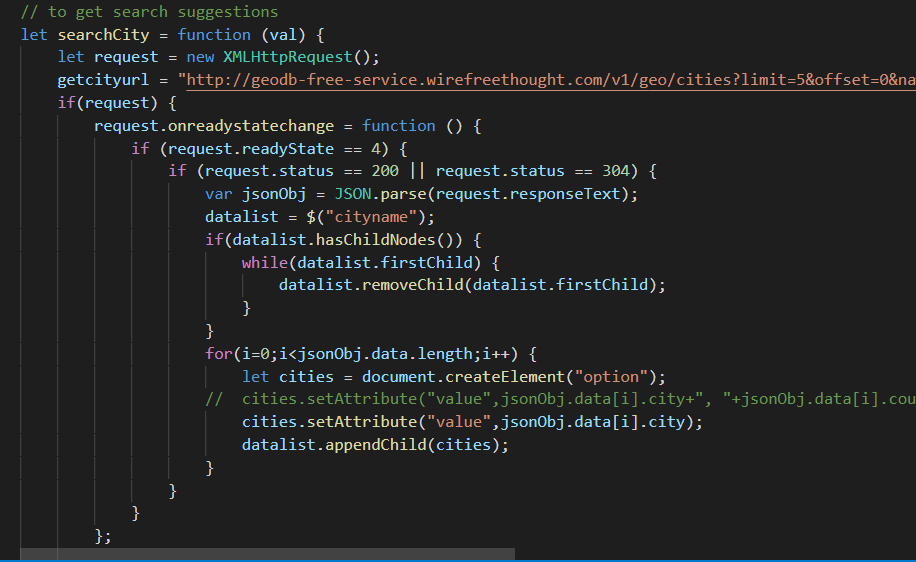 // to get search suggestions
let searchCity = function (val) {
let request = new XMLHttpRequest();
getcityurl = "http://geodb-free-service.wirefreethought.com/v1/geo/cities?limit=5&offset=0&na
if(request) {
request.onreadystatechange = function () {
if (request.readyState == 4) {
if (request.status == 200 || request.status == 304) {
var jsonObj = JSON.parse(request.responseText);
datalist = $("cityname");
if(datalist.hasChildNodes()) {
while(datalist.firstChild) {
datalist.removeChild(datalist.firstChild);
}
}
for(i=0;i<jsonObj.data.length;i++) {
let cities = document.createElement("option");
// cities.setAttribute("value",jsonObj.data[i].city+", "+jsonObj.data[i].cou
cities.setAttribute("value",jsonObj.data[i].city);
datalist.appendChild(cities);
}
}
}
};